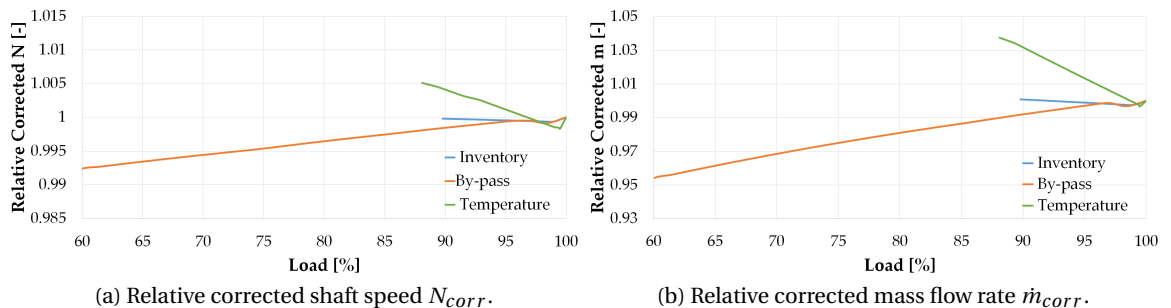 1.015
1.01
1.005
1
0.995
0.99
0.985
Relative Corrected N [-]
Inventory
By-pass
Temperature
60 65 70 75 80 85 90 95 100
Load [%]
(a) Relative corrected shaft speed N_corr.
1.05
1.03
1.01
0.99
0.97
0.95
0.93
Relative Corrected m [-]
Inventory
By-pass
Temperature
60 65 70 75 80 85 90 95 100
Load [%]
(b) Relative corrected mass flow rate ṁ_corr.